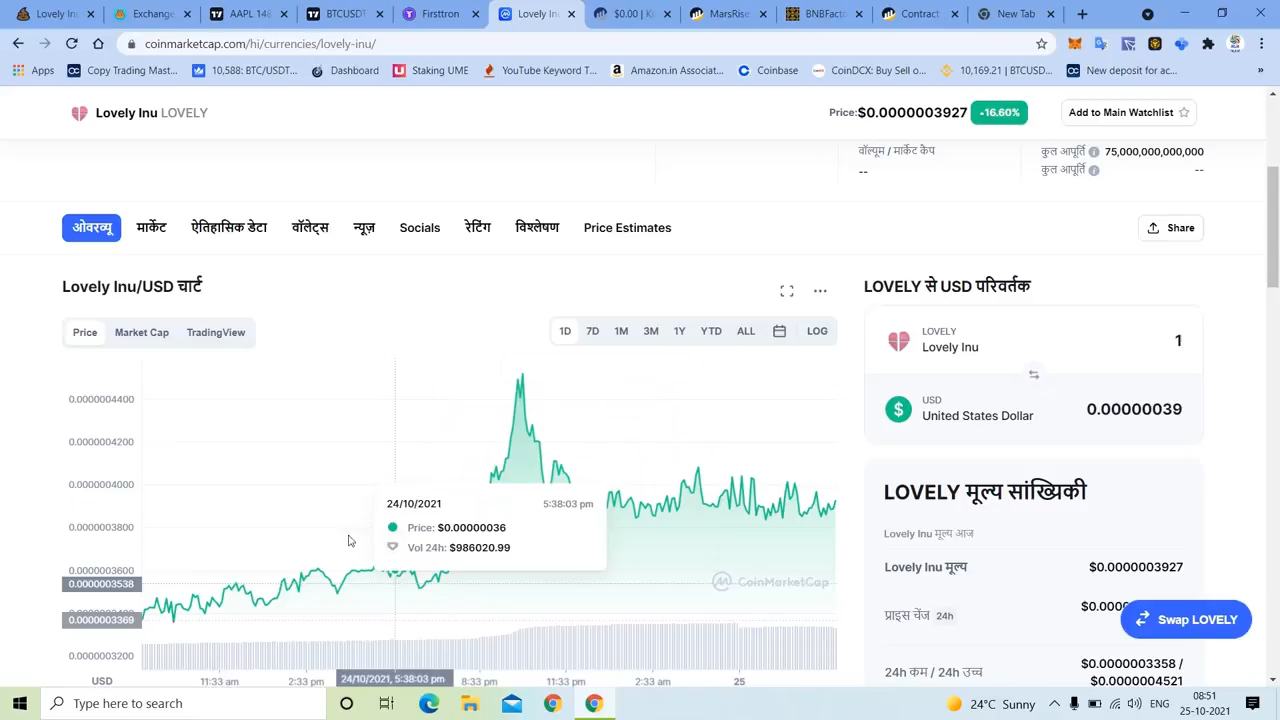 Binance
Wrapped
AAPL 148
BTCUSDT
Firsttron
Lovely Inu
$0.00 | K
MarsRise
BNBFacto
Contract
New Tab
coinmarketcap.com/hi/currencies/lovely-inu/
Apps
Copy Trading Mast...
10,588: BTC/USDT...
Dashboard
Staking UME
YouTube Keyword T...
Amazon.in Associat...
Coinbase
CoinDCX: Buy Sell o...
10,169.21 | BTCUSD...
New deposit for ac...
Lovely Inu LOVELY
Price:$0.0000003927
16.60%
Add to Main Watchlist
वॉल्यूम / मार्केट कैप
--
कुल आपूर्ति 75,000,000,000,000
कुल आपूर्ति --
ओवरव्यू
मार्केट
ऐतिहासिक डेटा
वॉलेट्स
न्यूज़
Socials
रेटिंग
विश्लेषण
Price Estimates
Share
Lovely Inu/USD चार्ट
Price
Market Cap
TradingView
1D
7D
1M
3M
1Y
YTD
ALL
LOG
0.0000004400
0.0000004200
0.0000004000
0.0000003800
0.0000003600
0.0000003538
0.0000003369
0.0000003200
24/10/2021 5:38:03 pm
Price: $0.00000036
Vol 24h: $986020.99
CoinMarketCap
USD
11:33 am
2:33 pm
24/10/2021, 5:38:03 pm
8:33 pm
11:33 pm
2:33 am
25
LOVELY से USD परिवर्तक
LOVELY
Lovely Inu
1
USD
United States Dollar
0.00000039
LOVELY मूल्य सांख्यिकी
Lovely Inu मूल्य आज
Lovely Inu मूल्य $0.0000003927
प्राइस चेंज 24h $0.0000
Swap LOVELY
24h कम / 24h उच्च $0.0000003358 /
$0.0000004521
Type here to search
24°C Sunny
ENG
08:51
25-10-2021